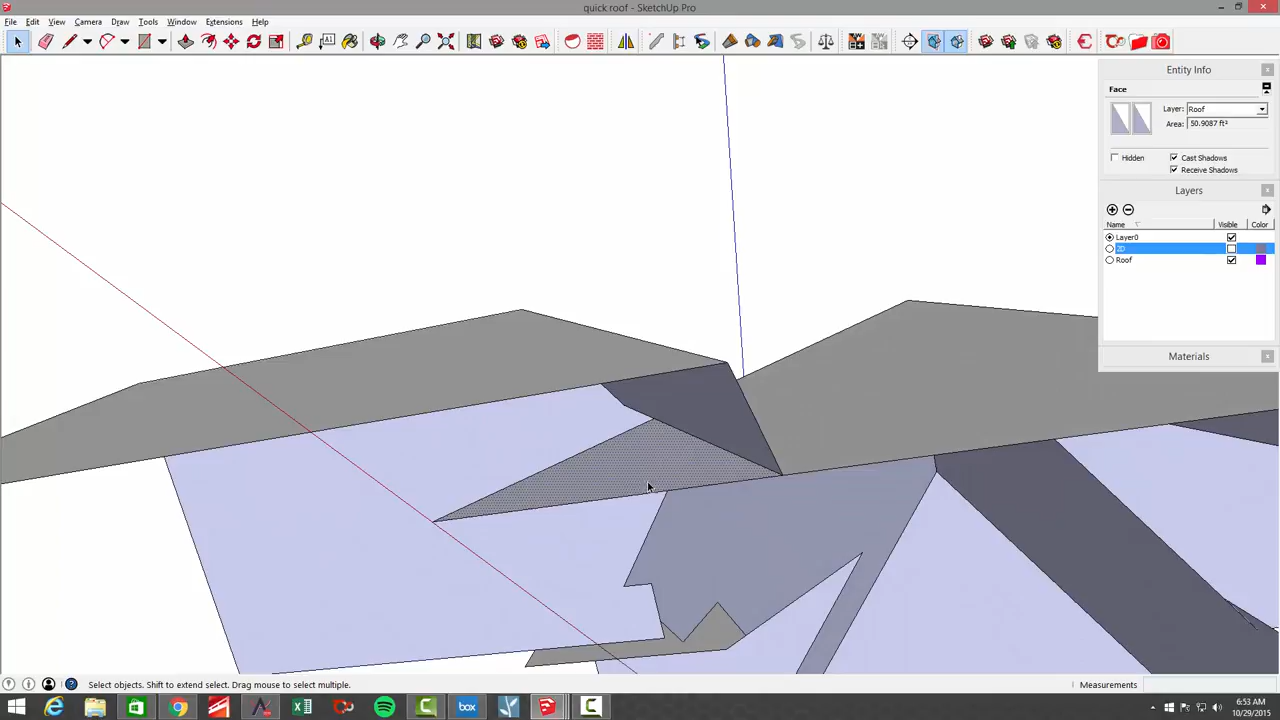 quick roof - SketchUp Pro
File Edit View Camera Draw Tools Window Extensions Help
Entity Info
Face
Layer: Roof
Area: 50.9087 ft²
Hidden Cast Shadows
Receive Shadows
Layers
Name Visible Color
Layer0
2D
Roof
Materials
Select objects. Shift to extend select. Drag mouse to select multiple. Measurements
box
6:53 AM
10/29/2015